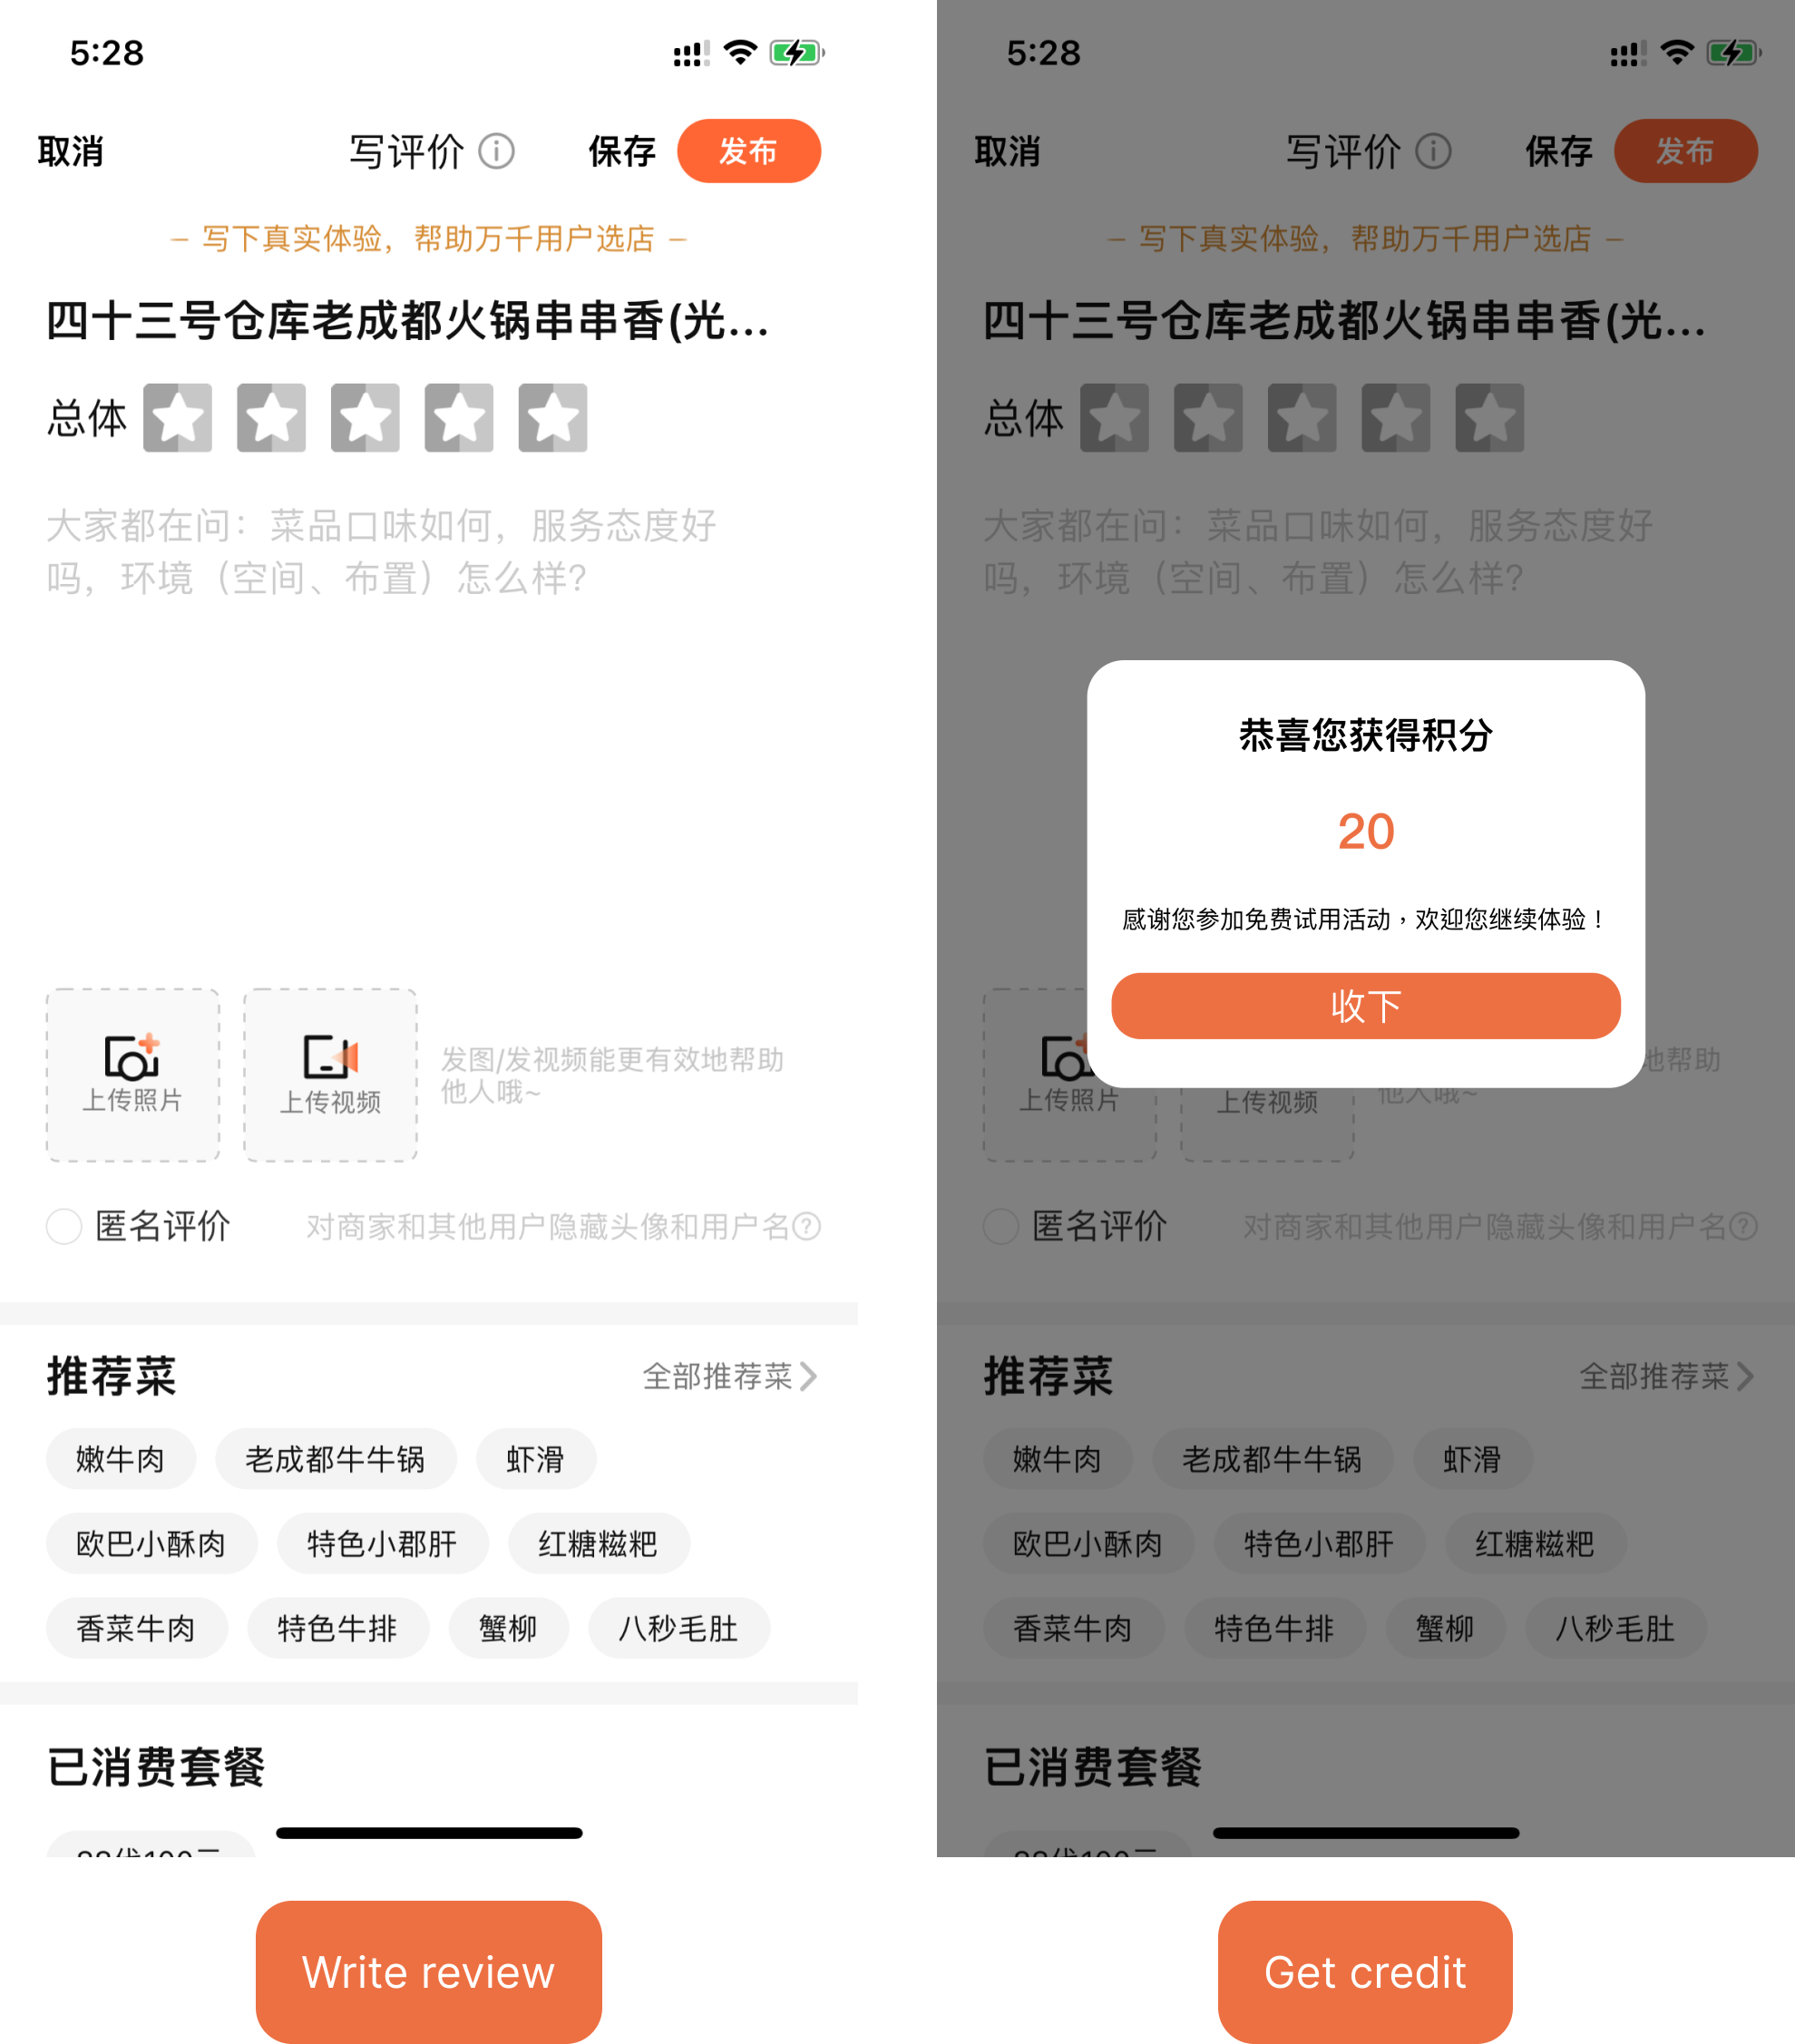 5:28
取消 写评价 保存 发布
— 写下真实体验，帮助万千用户选店 —
四十三号仓库老成都火锅串串香(光...
总体
大家都在问：菜品口味如何，服务态度好
吗，环境（空间、布置）怎么样？
上传照片
上传视频
发图/发视频能更有效地帮助
他人哦~
匿名评价 对商家和其他用户隐藏头像和用户名
推荐菜 全部推荐菜
嫩牛肉 老成都牛牛锅 虾滑
欧巴小酥肉 特色小郡肝 红糖糍粑
香菜牛肉 特色牛排 蟹柳 八秒毛肚
已消费套餐
Write review
5:28
取消 写评价 保存 发布
— 写下真实体验，帮助万千用户选店 —
四十三号仓库老成都火锅串串香(光...
总体
大家都在问：菜品口味如何，服务态度好
吗，环境（空间、布置）怎么样？
恭喜您获得积分
20
感谢您参加免费试用活动，欢迎您继续体验！
收下
上传照片
上传视频
地帮助
他人哦~
匿名评价 对商家和其他用户隐藏头像和用户名
推荐菜 全部推荐菜
嫩牛肉 老成都牛牛锅 虾滑
欧巴小酥肉 特色小郡肝 红糖糍粑
香菜牛肉 特色牛排 蟹柳 八秒毛肚
已消费套餐
Get credit